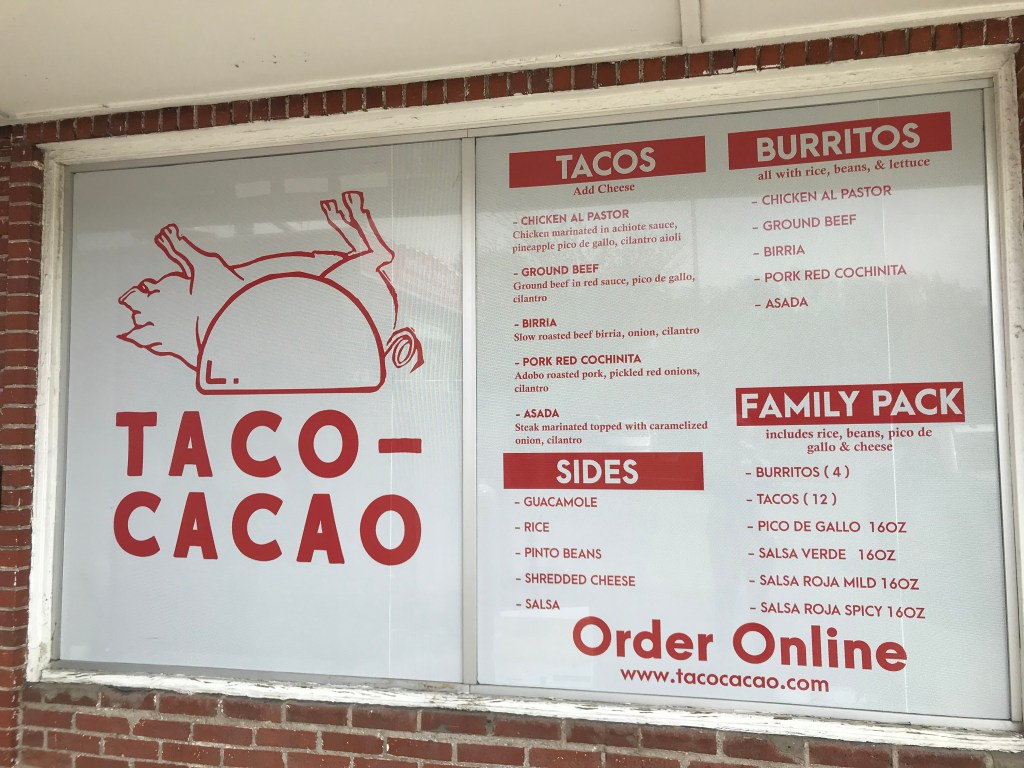 TACO-
CACAO
TACOS
Add Cheese
- CHICKEN AL PASTOR
Chicken marinated in achiote sauce,
pineapple pico de gallo, cilantro aioli
- GROUND BEEF
Ground beef in red sauce, pico de gallo,
cilantro
- BIRRIA
Slow roasted beef birria, onion, cilantro
- PORK RED COCHINITA
Adobo roasted pork, pickled red onions,
cilantro
- ASADA
Steak marinated topped with caramelized
onion, cilantro
SIDES
- GUACAMOLE
- RICE
- PINTO BEANS
- SHREDDED CHEESE
- SALSA
BURRITOS
all with rice, beans, & lettuce
- CHICKEN AL PASTOR
- GROUND BEEF
- BIRRIA
- PORK RED COCHINITA
- ASADA
FAMILY PACK
includes rice, beans, pico de
gallo & cheese
- BURRITOS ( 4 )
- TACOS ( 12 )
- PICO DE GALLO 16OZ
- SALSA VERDE 16OZ
- SALSA ROJA MILD 16OZ
- SALSA ROJA SPICY 16OZ
Order Online
www.tacocacao.com